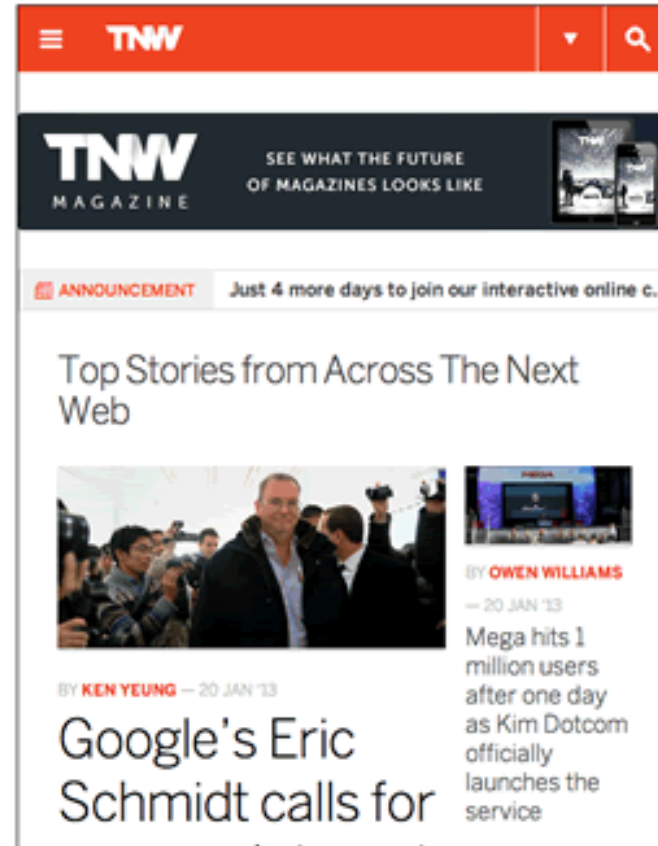 TNW
TNW
MAGAZINE
SEE WHAT THE FUTURE
OF MAGAZINES LOOKS LIKE
ANNOUNCEMENT
Just 4 more days to join our interactive online c..
Top Stories from Across The Next
Web
BY KEN YEUNG — 20 JAN '13
Google's Eric
Schmidt calls for
MEGA
BY OWEN WILLIAMS
— 20 JAN '13
Mega hits 1
million users
after one day
as Kim Dotcom
officially
launches the
service